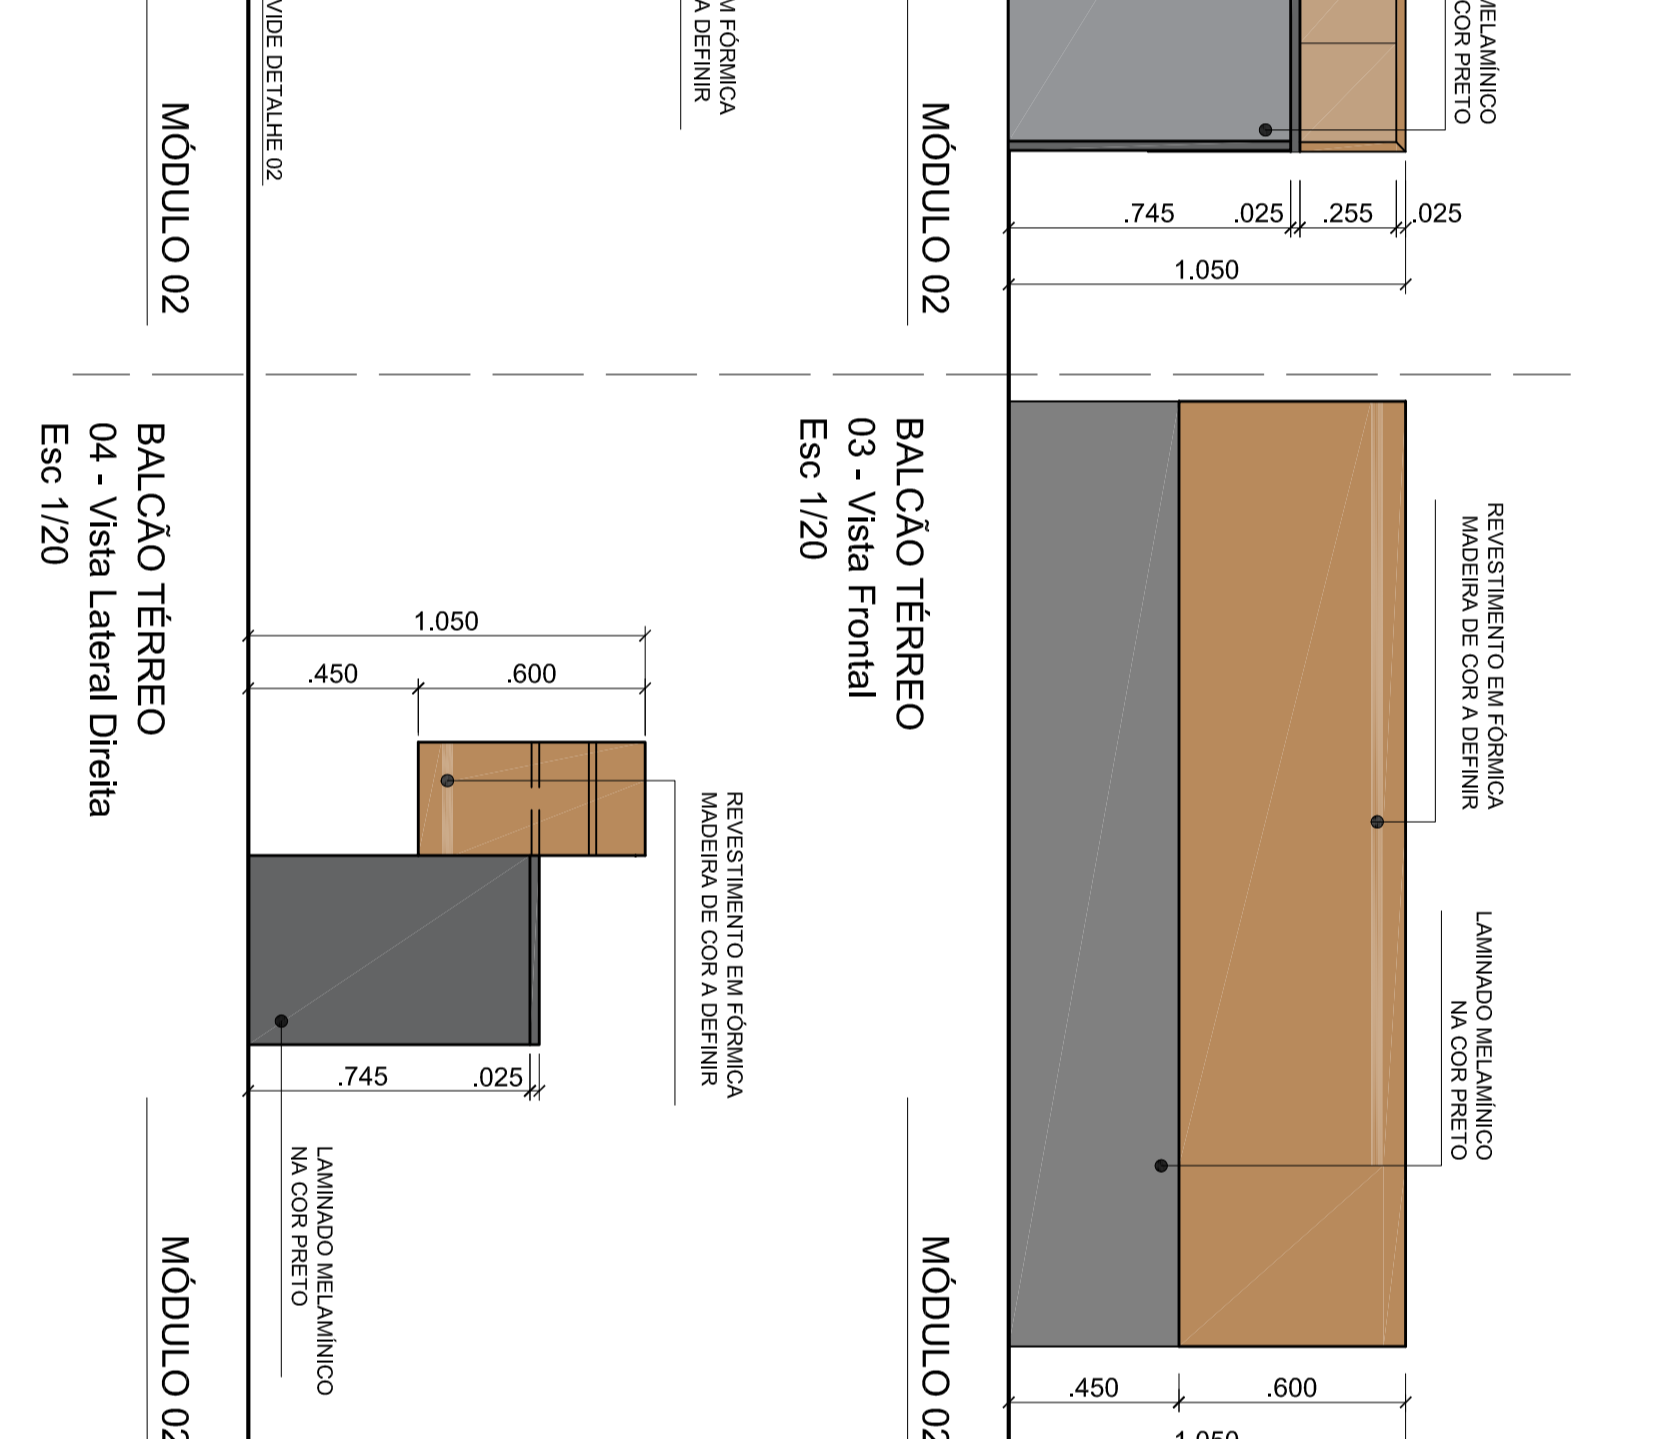 VIDE DETALHE 02
MÓDULO 02
M FÓRMICA
A DEFINIR
MÓDULO 02
MELAMÍNICO
COR PRETO
.745
.025
.255
.025
1.050
BALCÃO TÉRREO
03 - Vista Frontal
Esc 1/20
REVESTIMENTO EM FÓRMICA
MADEIRA DE COR A DEFINIR
LAMINADO MELAMÍNICO
NA COR PRETO
.450
.600
1.050
MÓDULO 02
BALCÃO TÉRREO
04 - Vista Lateral Direita
Esc 1/20
1.050
.450
.600
REVESTIMENTO EM FÓRMICA
MADEIRA DE COR A DEFINIR
.745
.025
LAMINADO MELAMÍNICO
NA COR PRETO
MÓDULO 02